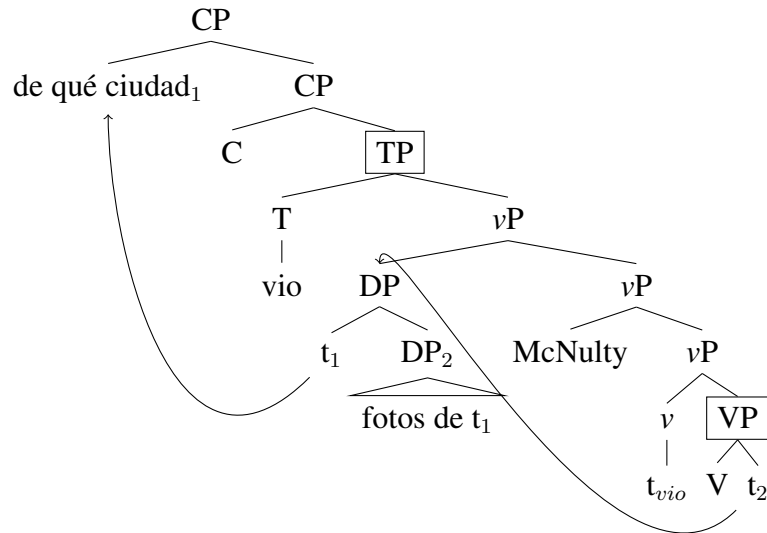 CP
de qué ciudad₁ CP
C TP
T vP
vio DP vP
t₁ DP₂ McNulty vP
fotos de t₁ v VP
t_vio V t₂